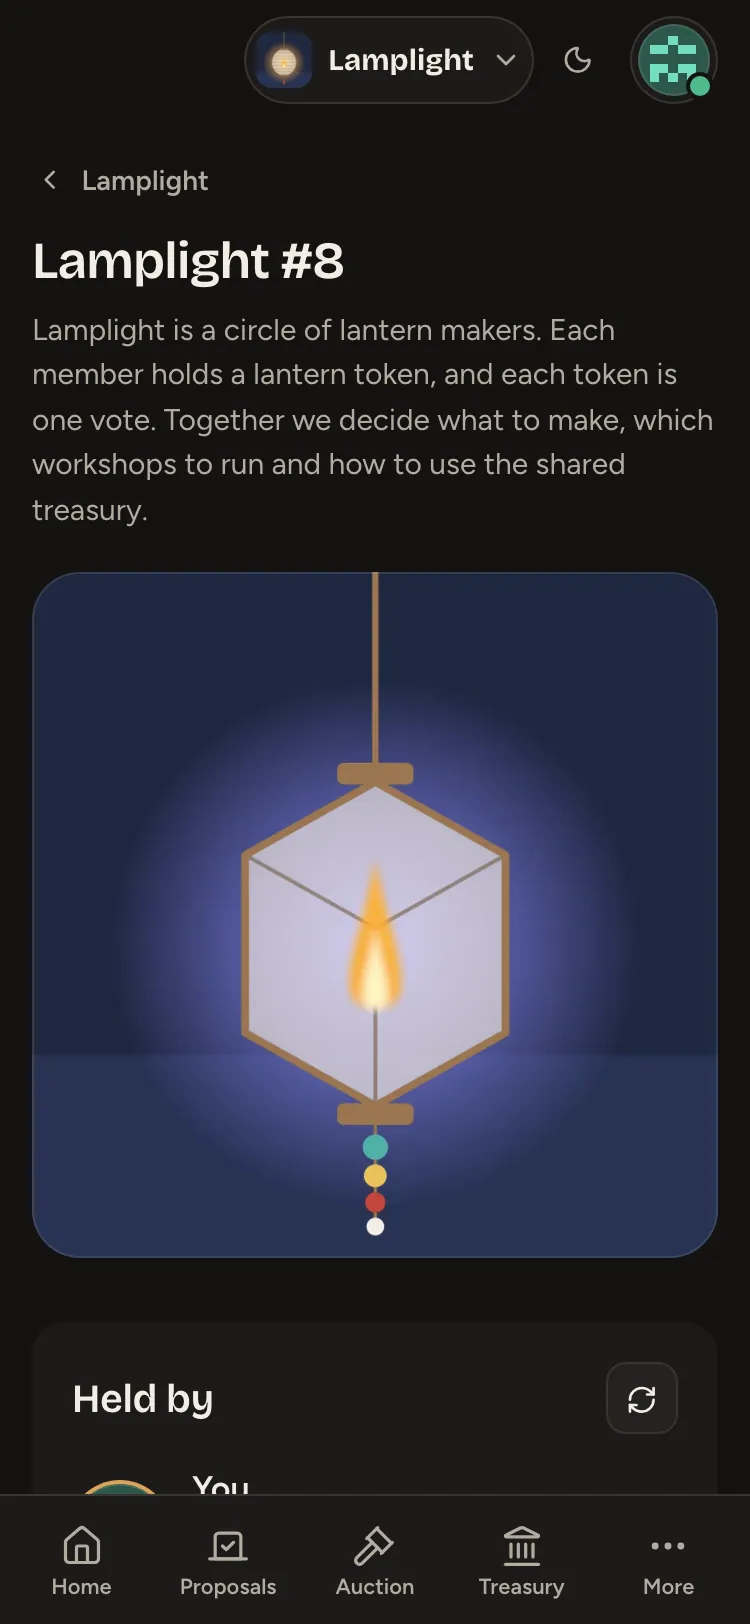 Lamplight
Lamplight
Lamplight #8
Lamplight is a circle of lantern makers. Each
member holds a lantern token, and each token is
one vote. Together we decide what to make, which
workshops to run and how to use the shared
treasury.
Held by
You
Home
Proposals
Auction
Treasury
More